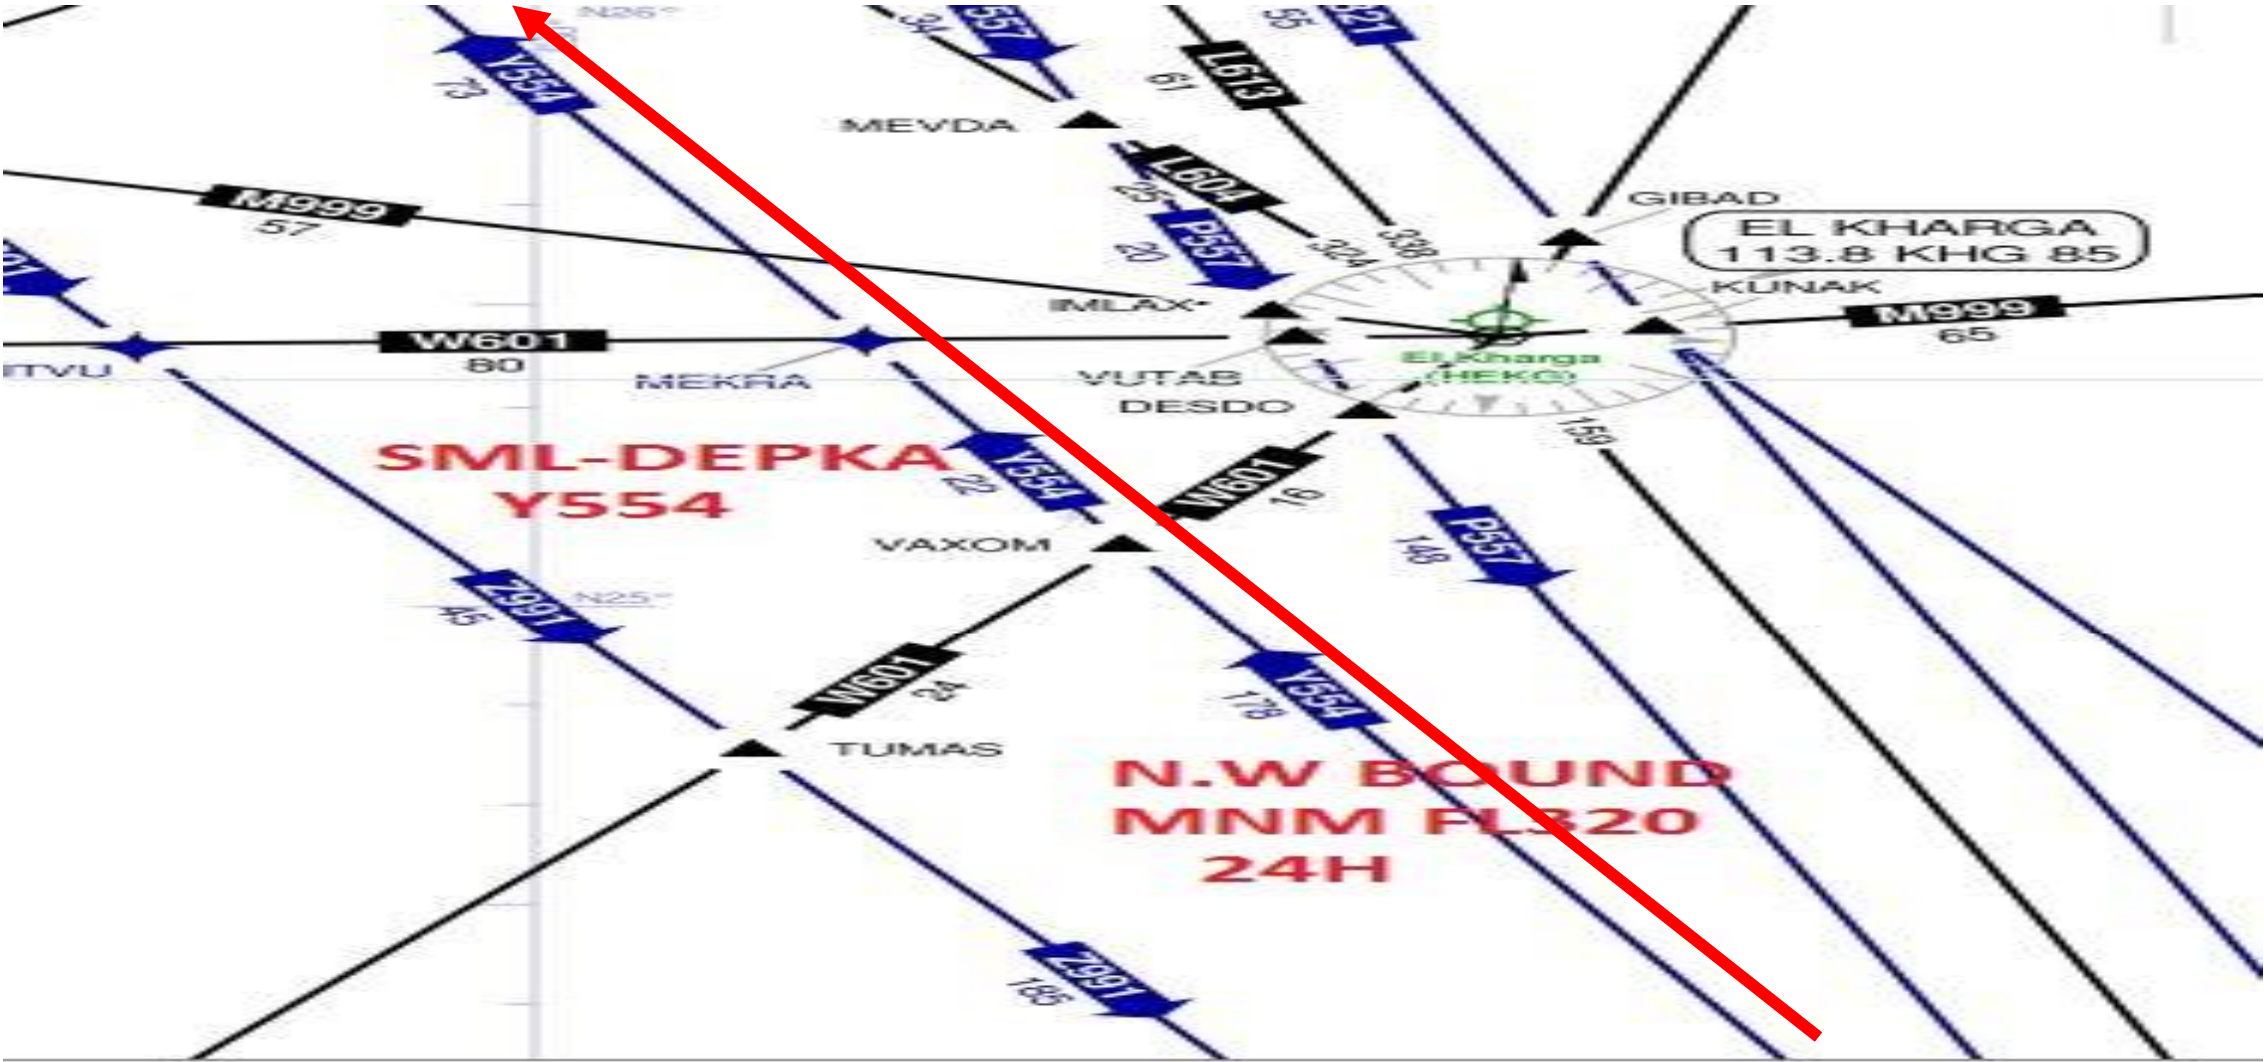 N26°
34
557
55
321
Y554
73
61
L613
MEVDA
L604
25
P557
20
324
338
GIBAD
EL KHARGA
113.8 KHG 85
KUNAK
M999
57
M999
65
IMILAX*
01
W601
80
MEKRA
VUTAB
El Kharga
(HEKG)
DESDO
159
SML-DEPKA
Y554
Y554
22
W601
16
VAXOM
P557
148
Z991
45
N25°
W601
24
Y554
178
TUMAS
N.W BOUND
MNM FL320
24H
Z991
185